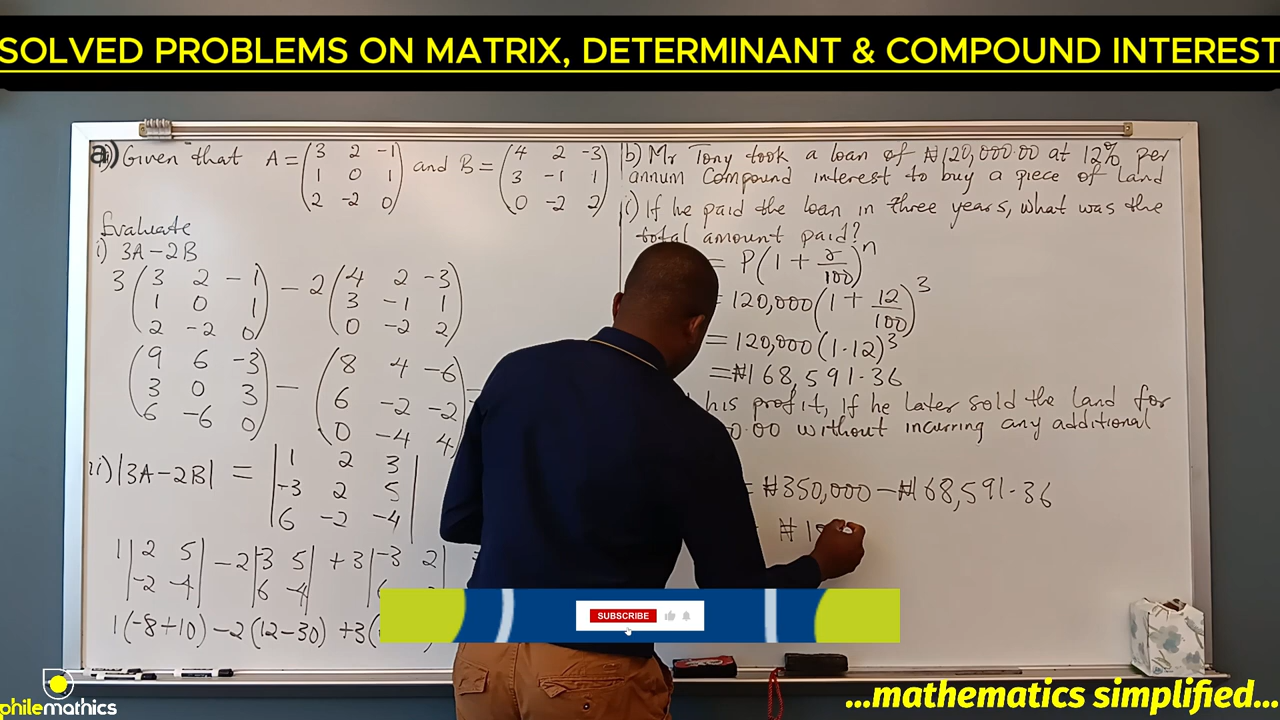 SOLVED PROBLEMS ON MATRIX, DETERMINANT & COMPOUND INTEREST
a) Given that A = (3 2 -1
1 0 1
2 -2 0) and B = (4 2 -3
3 -1 1
0 -2 2)
Evaluate
i) 3A - 2B
3 (3 2 -1
1 0 1
2 -2 0) - 2 (4 2 -3
3 -1 1
0 -2 2)
(9 6 -3
3 0 3
6 -6 0) - (8 4 -6
6 -2 -2
0 -4 4)
ii) |3A - 2B| = |1 2 3
-3 2 5
6 -2 -4|
1 |2 5
-2 -4| - 2 |-3 5
6 -4| + 3 |-3 2
6
1(-8+10) - 2(12-30) + 3(
b) Mr Tony took a loan of ₦120,000.00 at 12% per
annum Compound interest to buy a piece of Land
i) If he paid the loan in three years, what was the
total amount paid?
= P(1 + r/100)^n
= 120,000(1 + 12/100)^3
= 120,000(1.12)^3
= ₦168,591.36
his profit, If he Later sold the Land for
0.00 without incurring any additional
= ₦350,000 - ₦168,591.36
₦18
SUBSCRIBE
philemathics
...mathematics simplified...